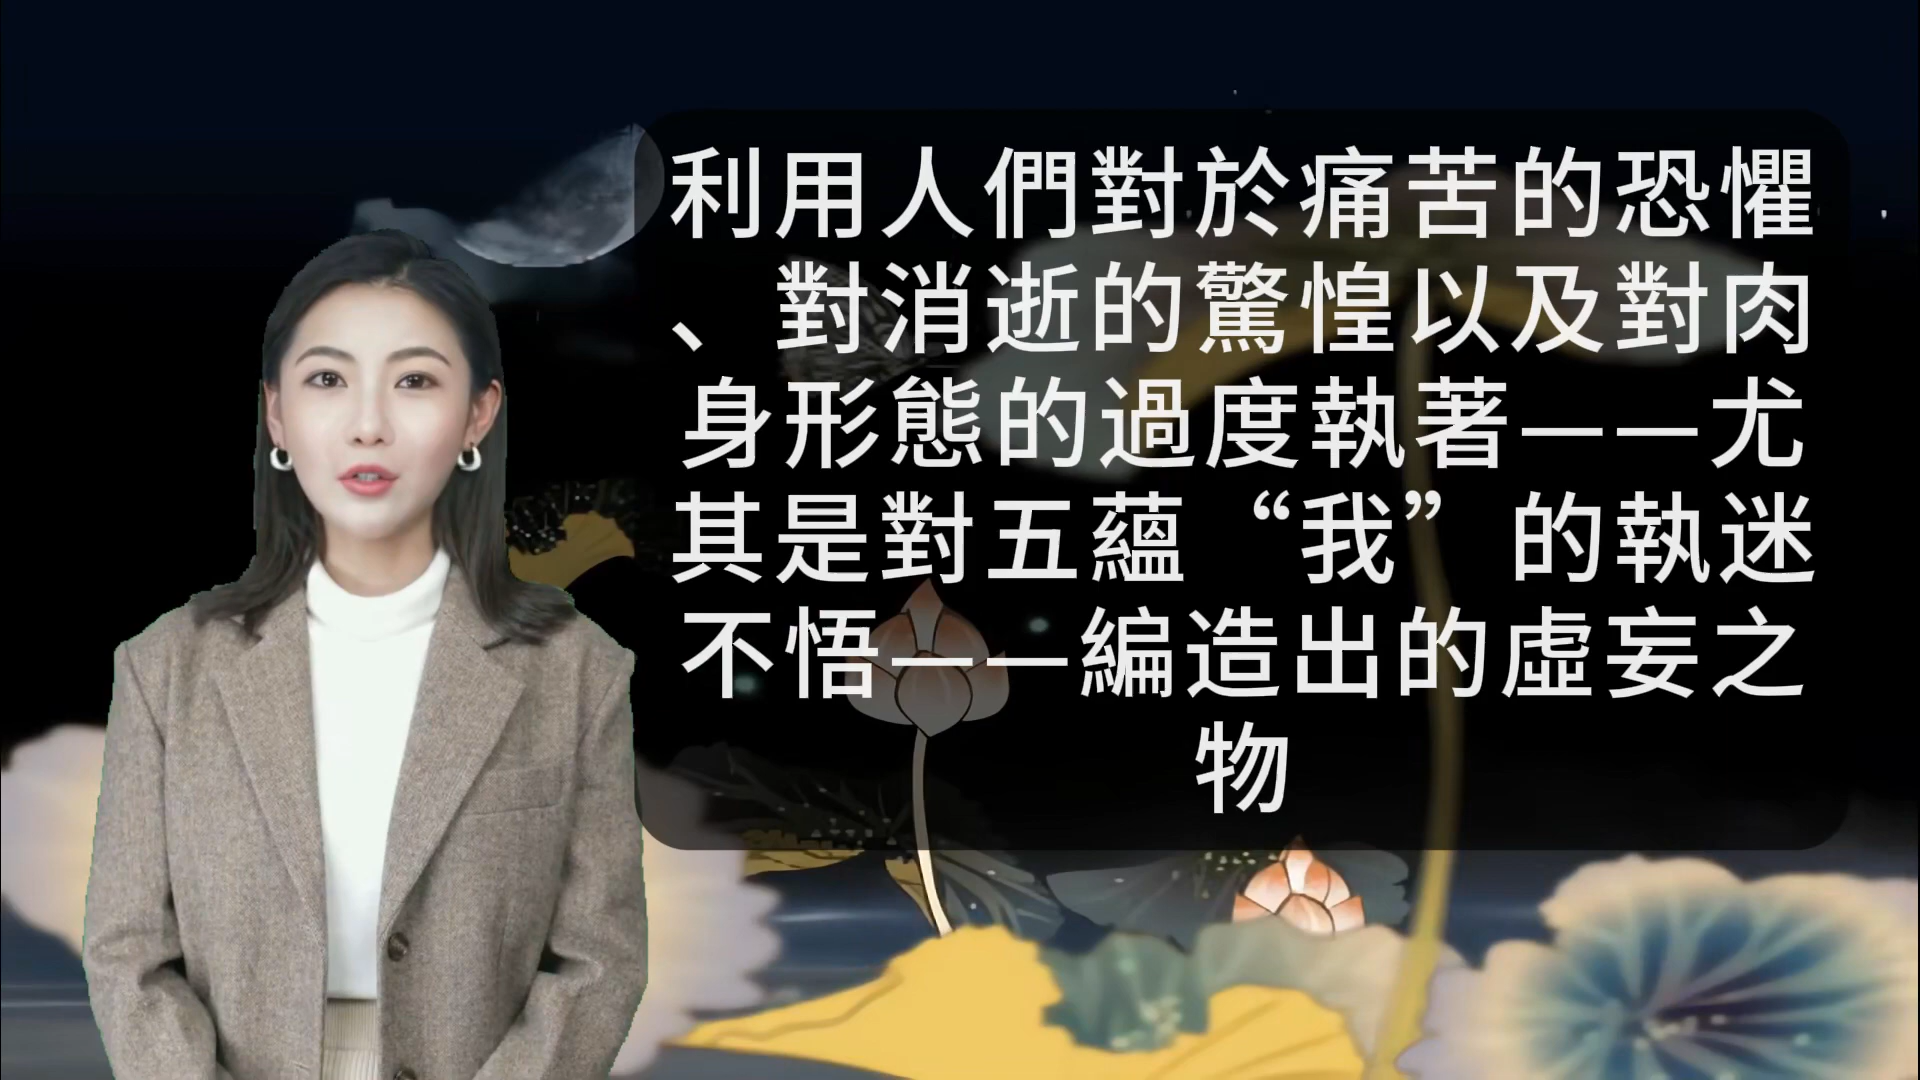 利用人們對於痛苦的恐懼
、對消逝的驚惶以及對肉
身形態的過度執著——尤
其是對五蘊“我”的執迷
不悟——編造出的虛妄之
物